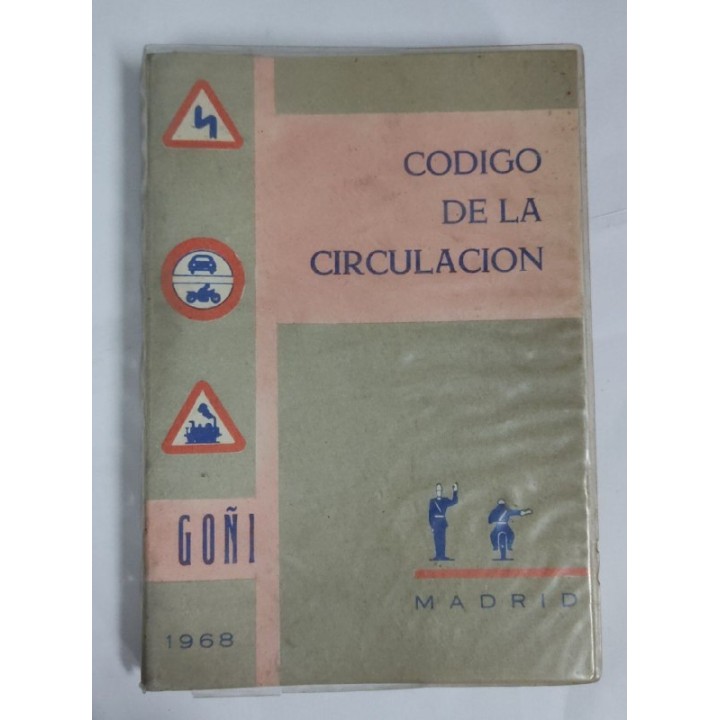 CODIGO
DE LA
CIRCULACION
GOÑI
MADRID
1968